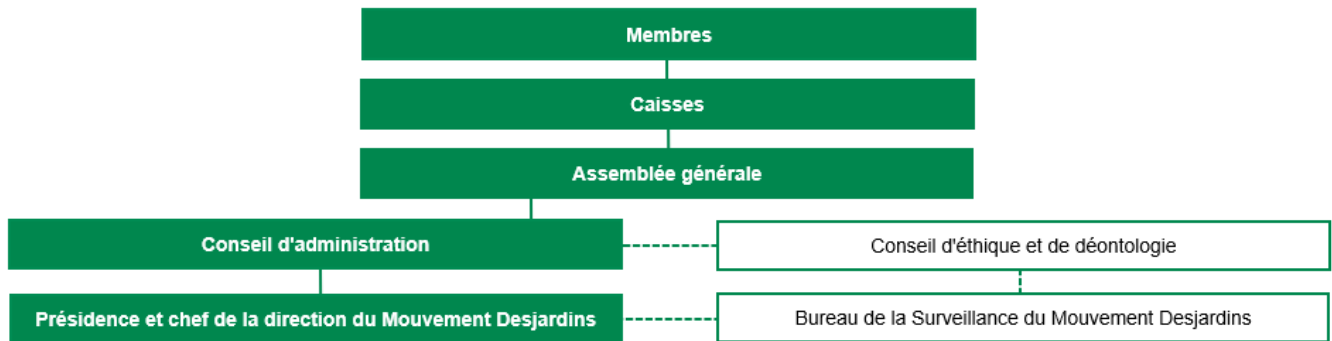 Membres
Caisses
Assemblée générale
Conseil d'administration
Conseil d'éthique et de déontologie
Présidence et chef de la direction du Mouvement Desjardins
Bureau de la Surveillance du Mouvement Desjardins